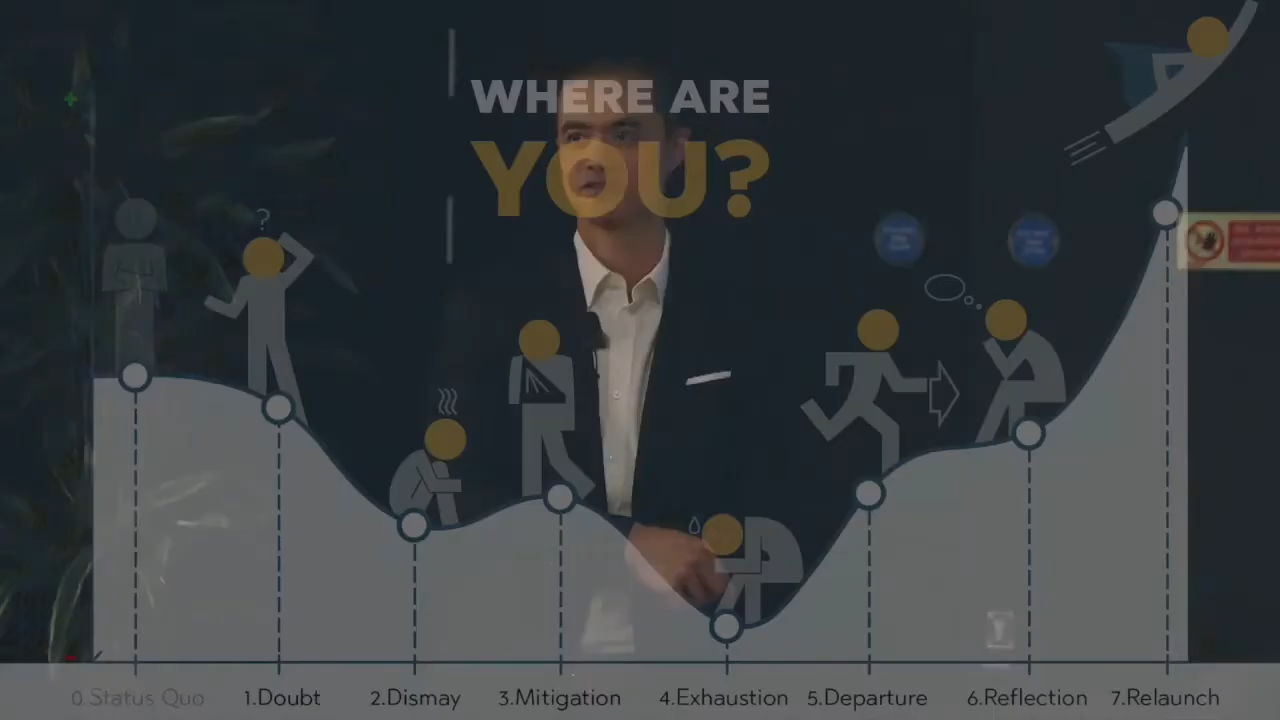 WHERE ARE
YOU?
?
0.Status Quo
1.Doubt
2.Dismay
3.Mitigation
4.Exhaustion
5.Departure
6.Reflection
7.Relaunch